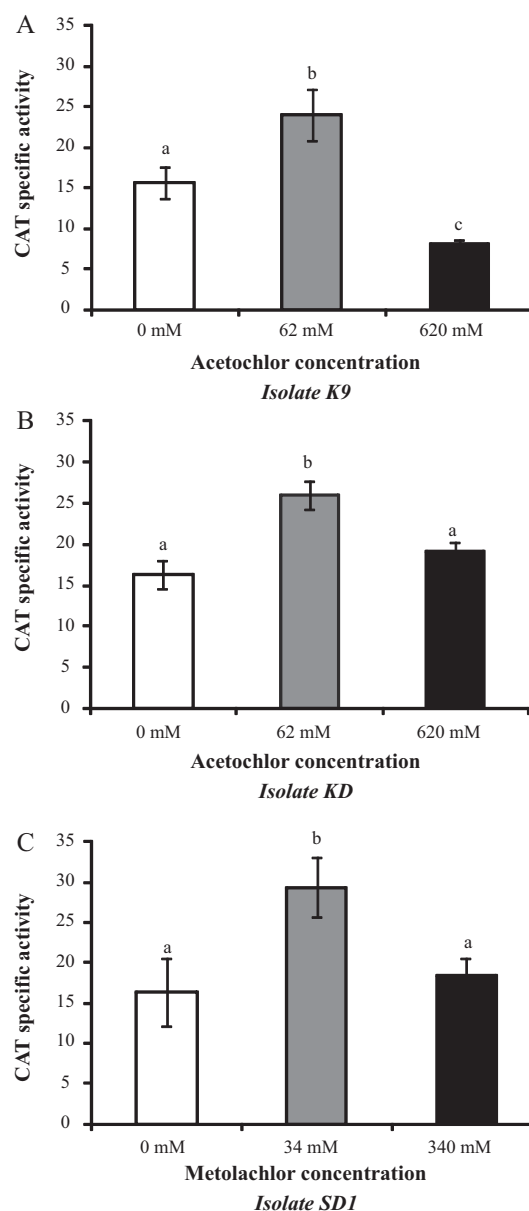 A
35
30
25
20
15
10
5
0
CAT specific activity
a
b
c
0 mM
62 mM
620 mM
Acetochlor concentration
Isolate K9
B
35
30
25
20
15
10
5
0
CAT specific activity
a
b
a
0 mM
62 mM
620 mM
Acetochlor concentration
Isolate KD
C
35
30
25
20
15
10
5
0
CAT specific activity
a
b
a
0 mM
34 mM
340 mM
Metolachlor concentration
Isolate SD1